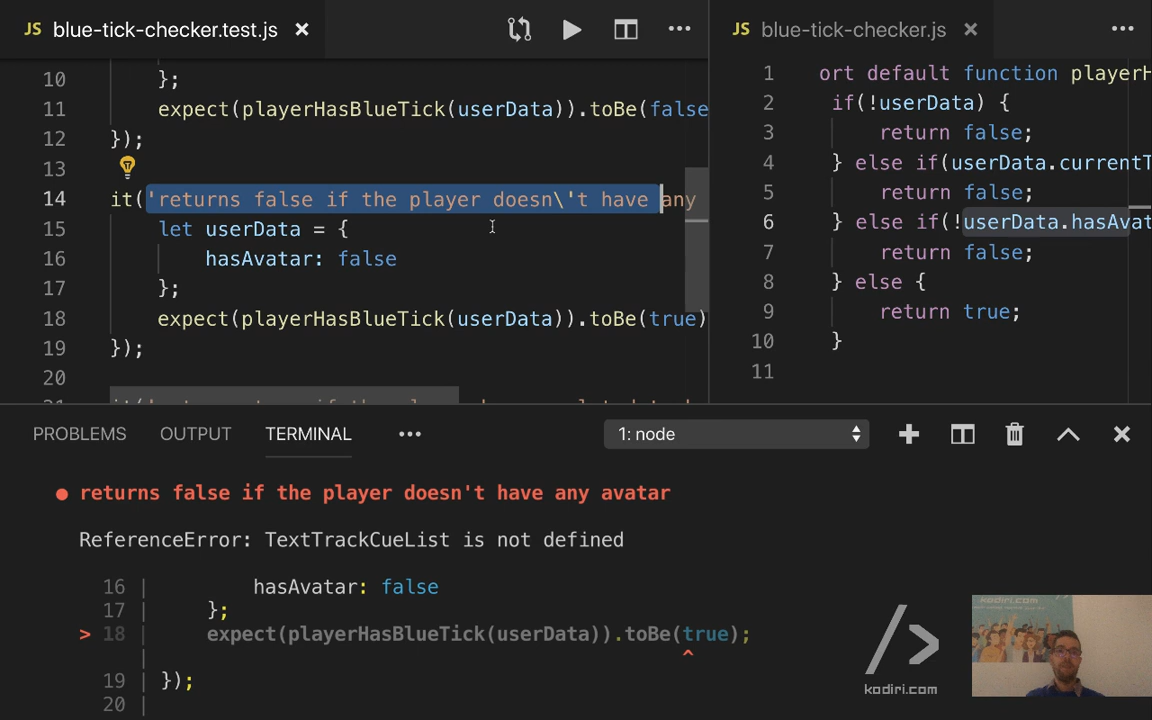 JS blue-tick-checker.test.js ×
JS blue-tick-checker.js ×
10 };
11 expect(playerHasBlueTick(userData)).toBe(false
12 });
13
14 it('returns false if the player doesn\'t have any
15 let userData = {
16 hasAvatar: false
17 };
18 expect(playerHasBlueTick(userData)).toBe(true)
19 });
20
1 ort default function playerH
2 if(!userData) {
3 return false;
4 } else if(userData.currentT
5 return false;
6 } else if(!userData.hasAvat
7 return false;
8 } else {
9 return true;
10 }
11
PROBLEMS OUTPUT TERMINAL ••• 1: node
● returns false if the player doesn't have any avatar
ReferenceError: TextTrackCueList is not defined
16 | hasAvatar: false
17 | };
> 18 | expect(playerHasBlueTick(userData)).toBe(true);
| ^
19 | });
20 |
</>
kodiri.com
kodiri.com